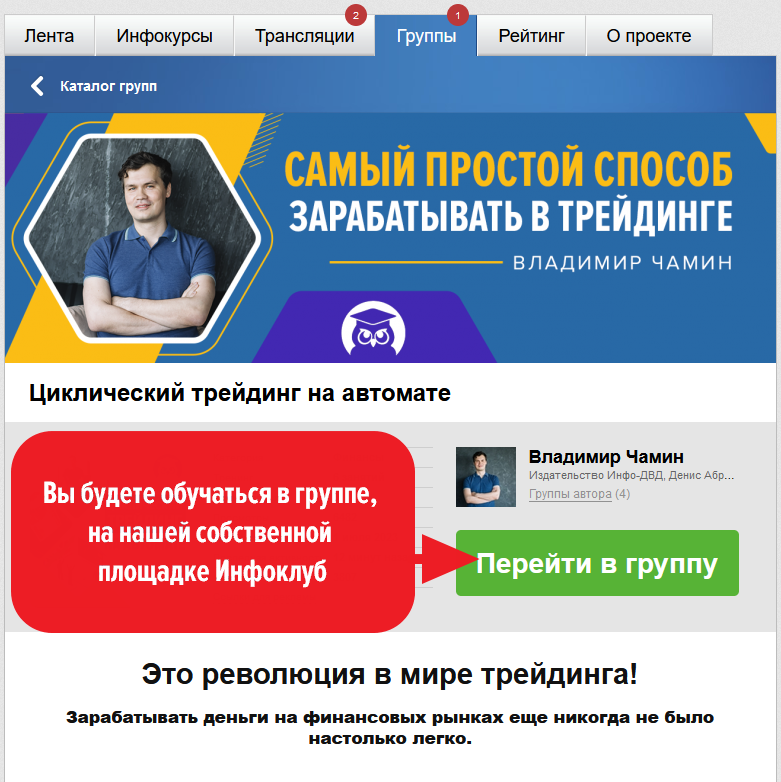 2
1
Лента
Инфокурсы
Трансляции
Группы
Рейтинг
О проекте
Каталог групп
САМЫЙ ПРОСТОЙ СПОСОБ
ЗАРАБАТЫВАТЬ В ТРЕЙДИНГЕ
ВЛАДИМИР ЧАМИН
Циклический трейдинг на автомате
Вы будете обучаться в группе,
на нашей собственной
площадке Инфоклуб
Владимир Чамин
Издательство Инфо-ДВД, Денис Абр...
Группы автора (4)
Перейти в группу
Это революция в мире трейдинга!
Зарабатывать деньги на финансовых рынках еще никогда не было
настолько легко.